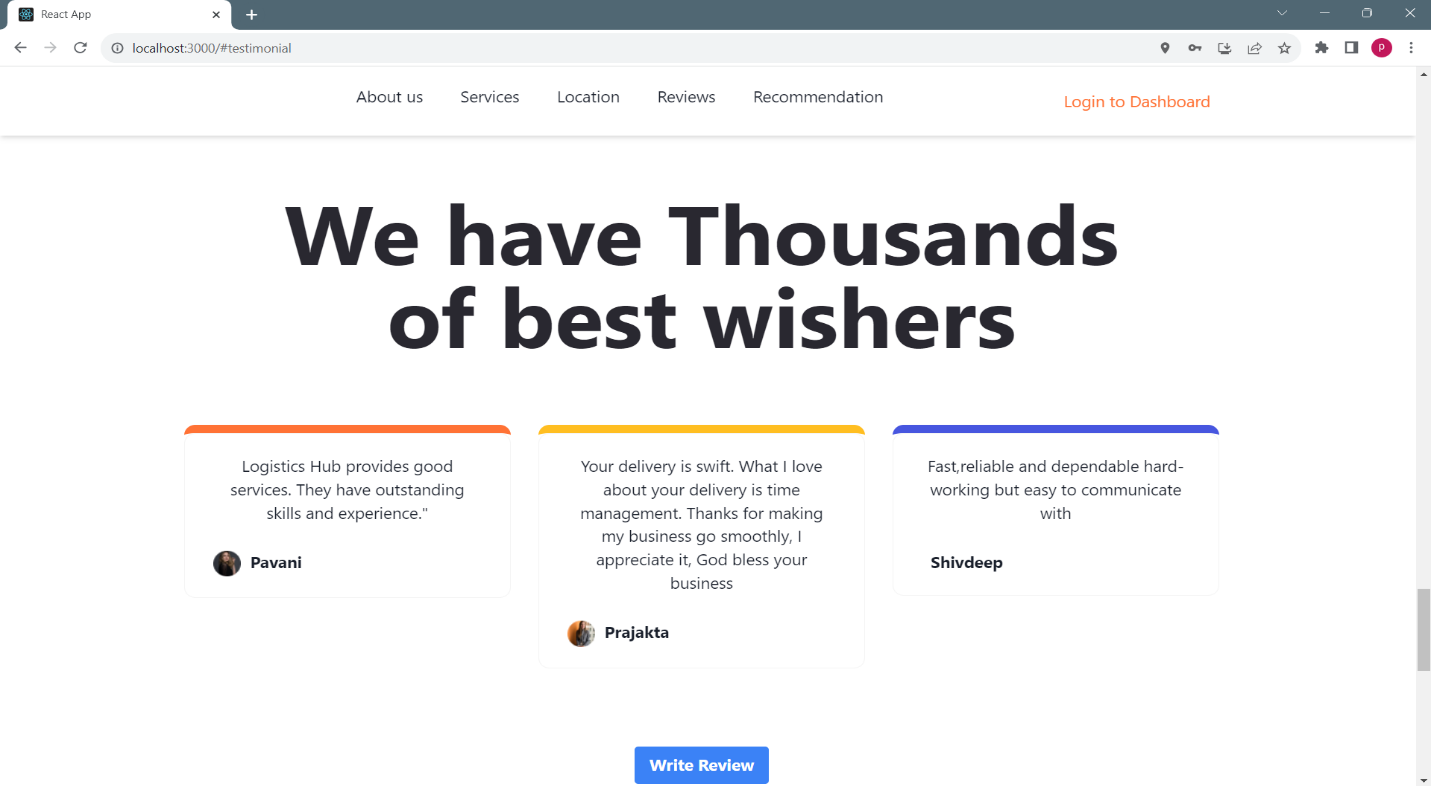 React App
localhost:3000/#testimonial
P
About us Services Location Reviews Recommendation
Login to Dashboard
We have Thousands
of best wishers
Logistics Hub provides good
services. They have outstanding
skills and experience."
Pavani
Your delivery is swift. What I love
about your delivery is time
management. Thanks for making
my business go smoothly, I
appreciate it, God bless your
business
Prajakta
Fast,reliable and dependable hard-
working but easy to communicate
with
Shivdeep
Write Review